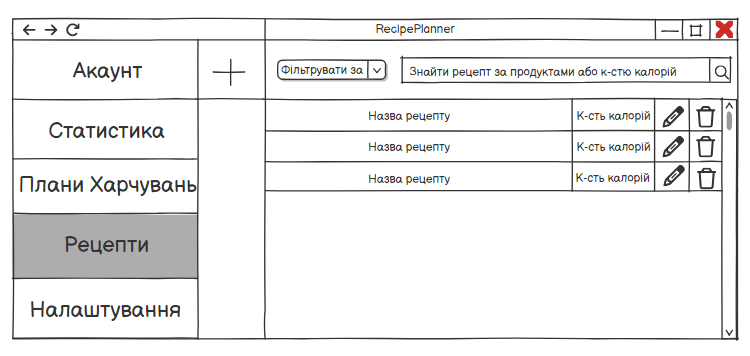 RecipePlanner
Акаунт
Фільтрувати за
Знайти рецепт за продуктами або к-стю калорій
Статистика
Плани Харчувань
Рецепти
Налаштування
Назва рецепту К-сть калорій
Назва рецепту К-сть калорій
Назва рецепту К-сть калорій